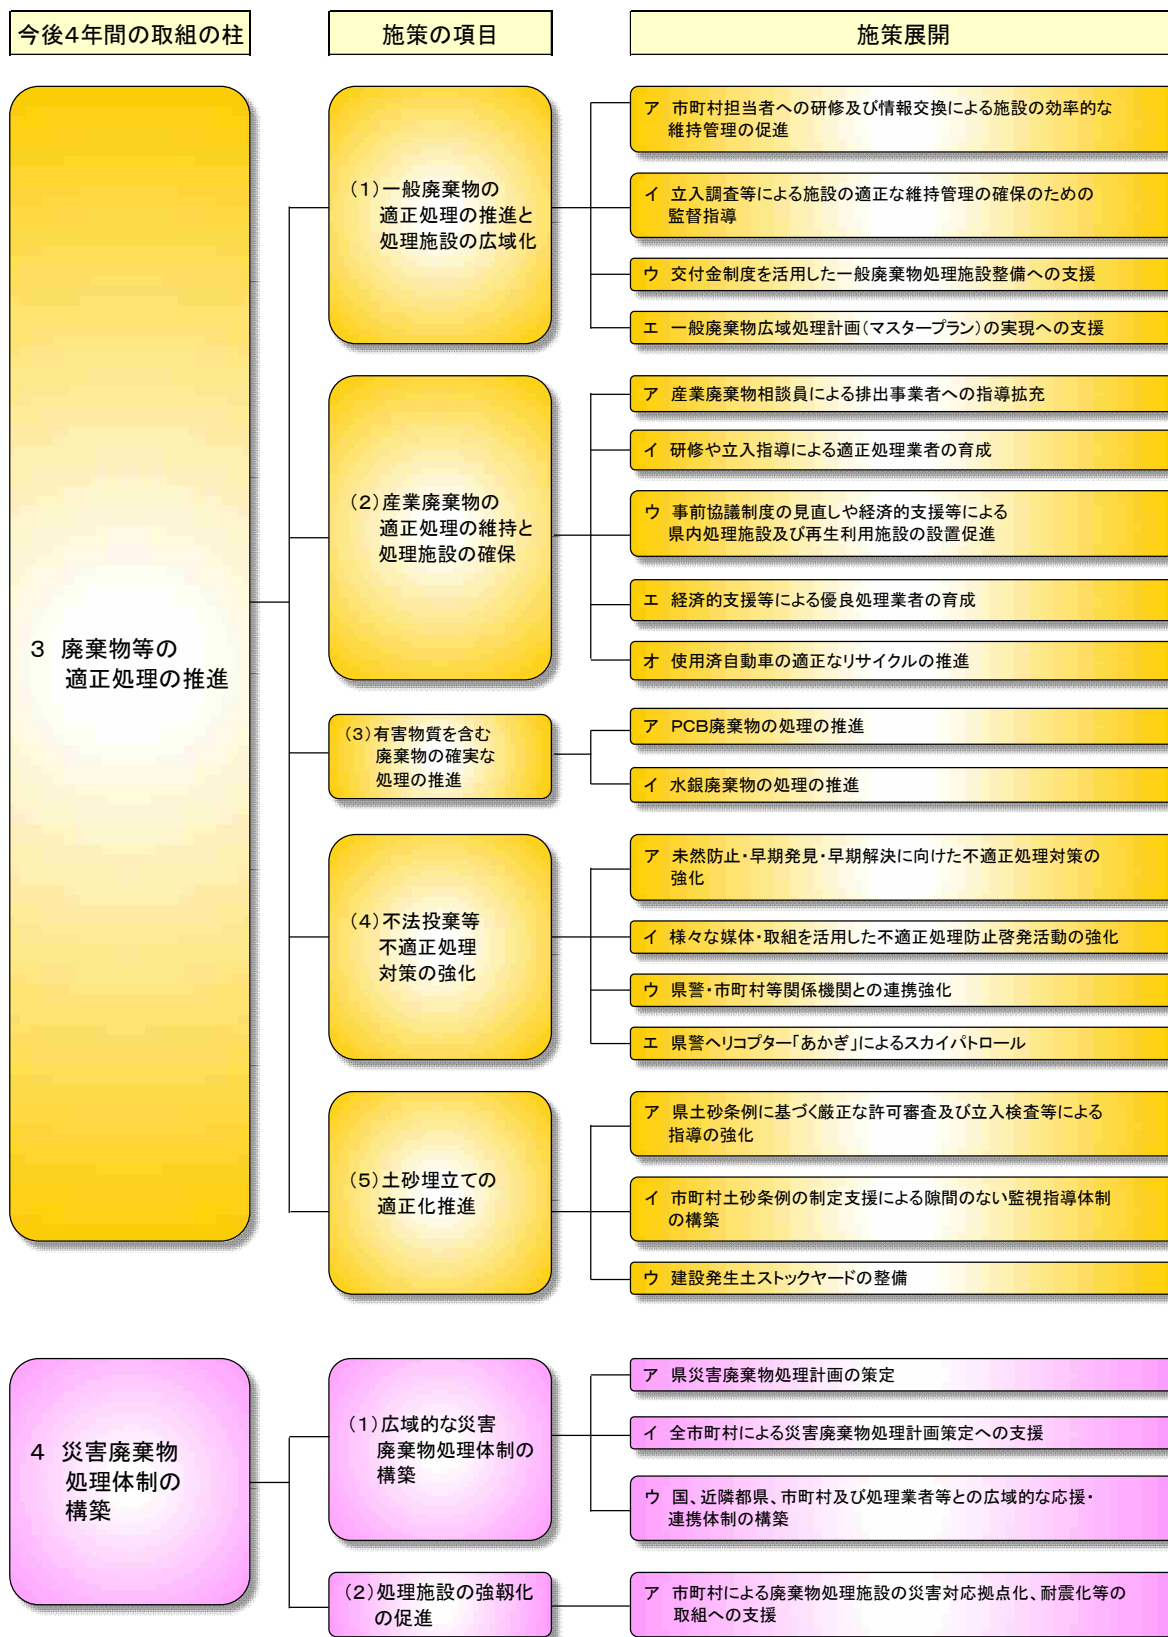 今後4年間の取組の柱
施策の項目
施策展開
3 廃棄物等の
適正処理の推進
(1)一般廃棄物の
適正処理の推進と
処理施設の広域化
ア 市町村担当者への研修及び情報交換による施設の効率的な
維持管理の促進
イ 立入調査等による施設の適正な維持管理の確保のための
監督指導
ウ 交付金制度を活用した一般廃棄物処理施設整備への支援
エ 一般廃棄物広域処理計画(マスタープラン)の実現への支援
(2)産業廃棄物の
適正処理の維持と
処理施設の確保
ア 産業廃棄物相談員による排出事業者への指導拡充
イ 研修や立入指導による適正処理業者の育成
ウ 事前協議制度の見直しや経済的支援等による
県内処理施設及び再生利用施設の設置促進
エ 経済的支援等による優良処理業者の育成
オ 使用済自動車の適正なリサイクルの推進
(3)有害物質を含む
廃棄物の確実な
処理の推進
ア PCB廃棄物の処理の推進
イ 水銀廃棄物の処理の推進
(4)不法投棄等
不適正処理
対策の強化
ア 未然防止・早期発見・早期解決に向けた不適正処理対策の
強化
イ 様々な媒体・取組を活用した不適正処理防止啓発活動の強化
ウ 県警・市町村等関係機関との連携強化
エ 県警ヘリコプター「あかぎ」によるスカイパトロール
(5)土砂埋立ての
適正化推進
ア 県土砂条例に基づく厳正な許可審査及び立入検査等による
指導の強化
イ 市町村土砂条例の制定支援による隙間のない監視指導体制
の構築
ウ 建設発生土ストックヤードの整備
4 災害廃棄物
処理体制の
構築
(1)広域的な災害
廃棄物処理体制の
構築
ア 県災害廃棄物処理計画の策定
イ 全市町村による災害廃棄物処理計画策定への支援
ウ 国、近隣都県、市町村及び処理業者等との広域的な応援・
連携体制の構築
(2)処理施設の強靱化
の促進
ア 市町村による廃棄物処理施設の災害対応拠点化、耐震化等の
取組への支援